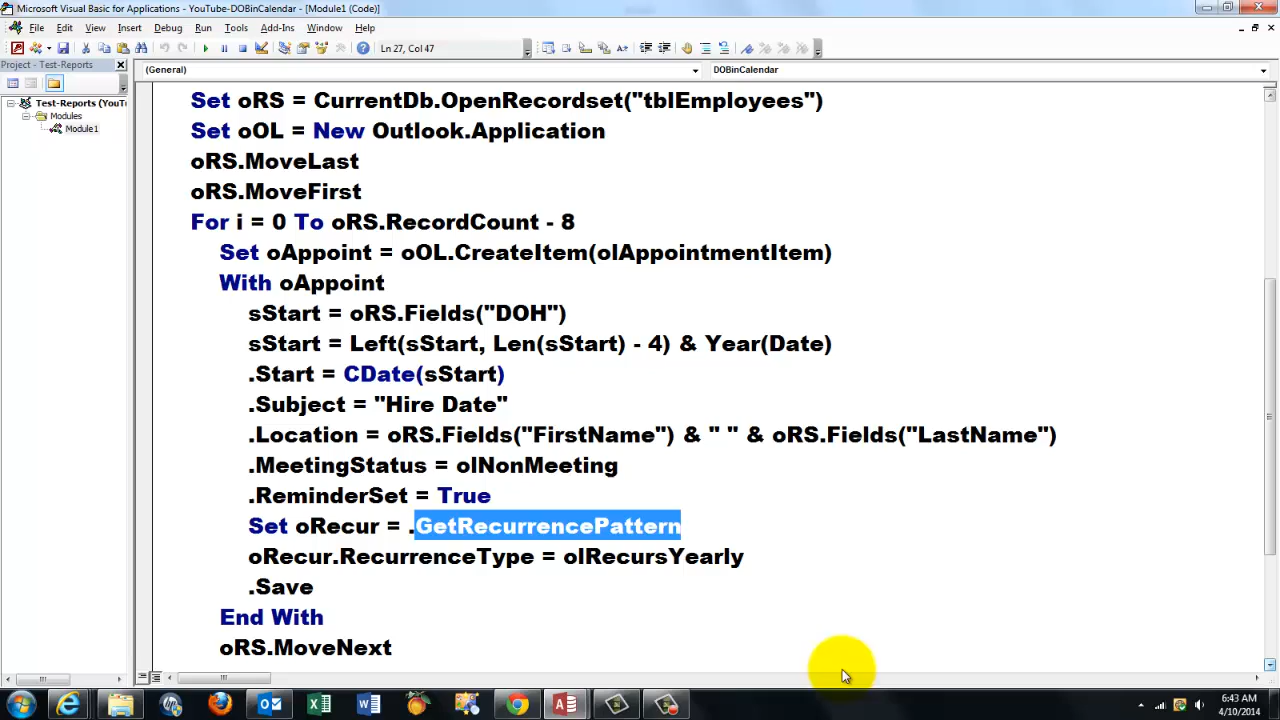 Microsoft Visual Basic for Applications - YouTube-DOBinCalendar - [Module1 (Code)]
File Edit View Insert Format Debug Run Tools Add-Ins Window Help
Ln 27, Col 47
Project - Test-Reports (YouT
(General) DOBinCalendar
Test-Reports (YouT
Modules
Module1
Set oRS = CurrentDb.OpenRecordset("tblEmployees")
Set oOL = New Outlook.Application
oRS.MoveLast
oRS.MoveFirst
For i = 0 To oRS.RecordCount - 8
Set oAppoint = oOL.CreateItem(olAppointmentItem)
With oAppoint
sStart = oRS.Fields("DOH")
sStart = Left(sStart, Len(sStart) - 4) & Year(Date)
.Start = CDate(sStart)
.Subject = "Hire Date"
.Location = oRS.Fields("FirstName") & " " & oRS.Fields("LastName")
.MeetingStatus = olNonMeeting
.ReminderSet = True
Set oRecur = .GetRecurrencePattern
oRecur.RecurrenceType = olRecursYearly
.Save
End With
oRS.MoveNext
6:43 AM
4/10/2014